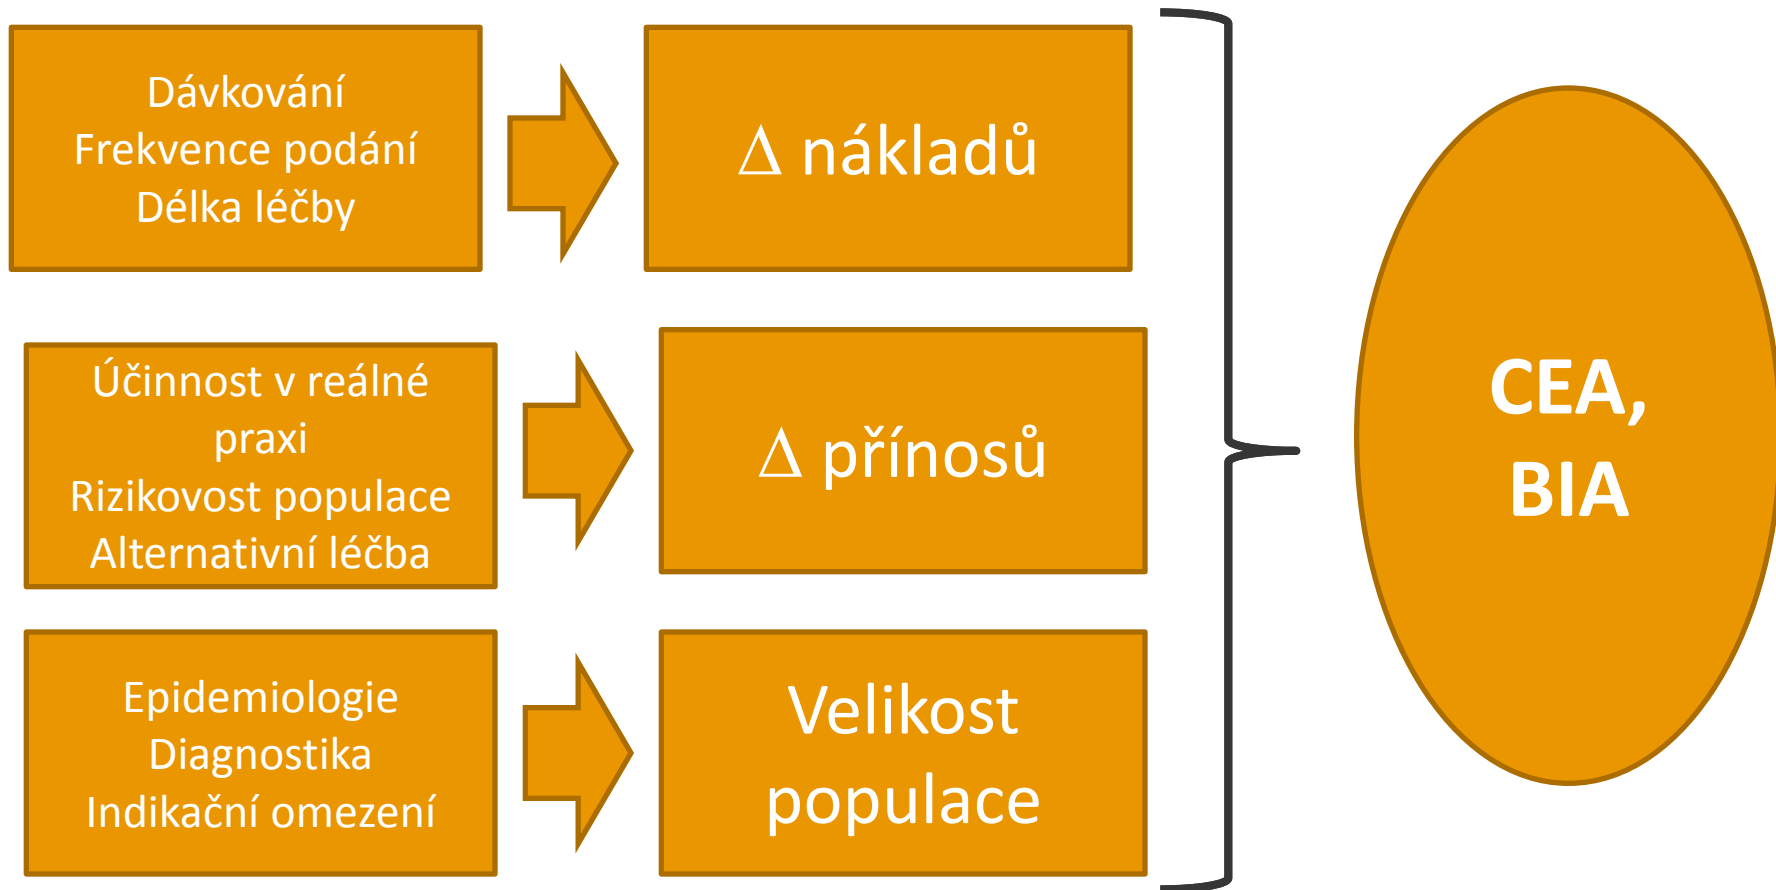 Dávkování
Frekvence podání
Délka léčby
∆ nákladů
Účinnost v reálné
praxi
Rizikovost populace
Alternativní léčba
∆ přínosů
Epidemiologie
Diagnostika
Indikační omezení
Velikost
populace
CEA,
BIA